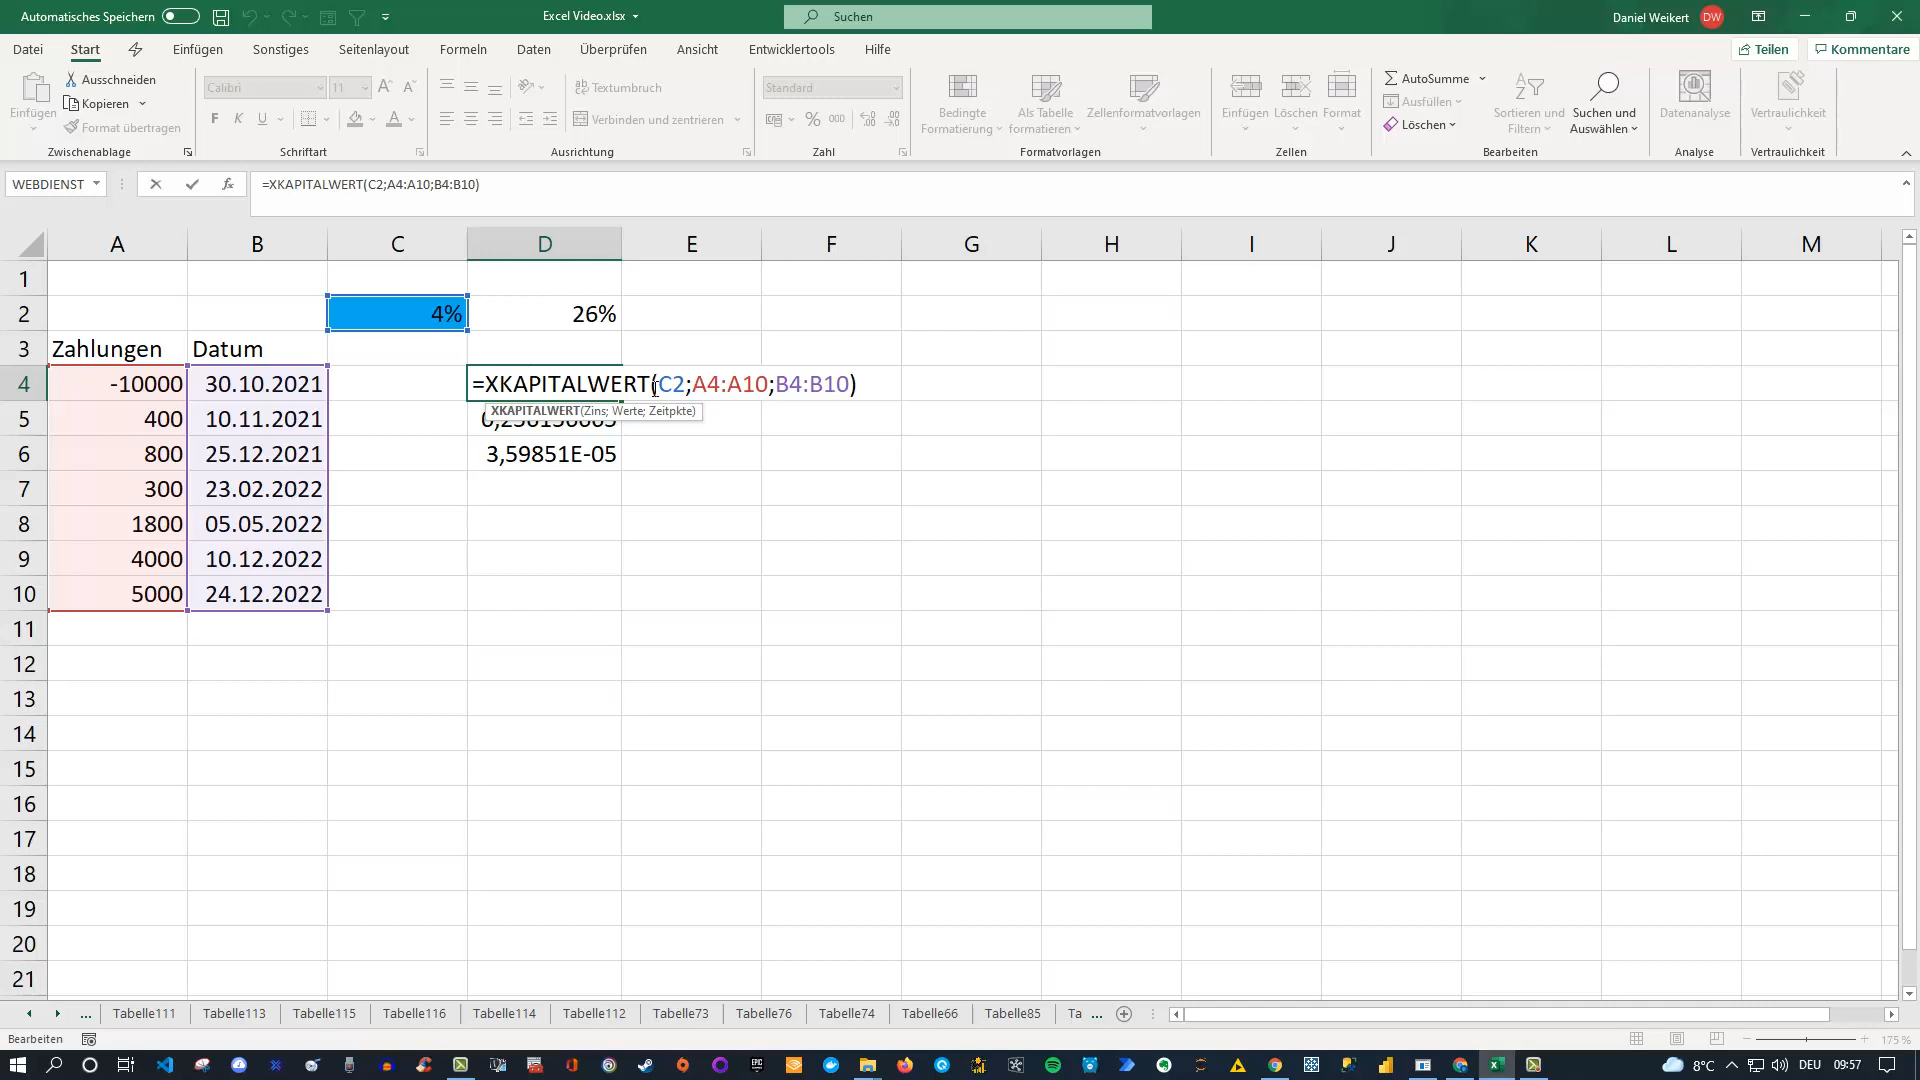 Automatisches Speichern
Excel Video.xlsx
Suchen
Daniel Weikert
DW
Datei Start Einfügen Sonstiges Seitenlayout Formeln Daten Überprüfen Ansicht Entwicklertools Hilfe
Teilen
Kommentare
Einfügen
Ausschneiden
Kopieren
Format übertragen
Zwischenablage
Calibri 11
F K U
Schriftart
Textumbruch
Verbinden und zentrieren
Ausrichtung
Standard
% 000
Zahl
Bedingte Formatierung
Als Tabelle formatieren
Zellenformatvorlagen
Formatvorlagen
Einfügen Löschen Format
Zellen
AutoSumme
Ausfüllen
Löschen
Sortieren und Filtern
Suchen und Auswählen
Bearbeiten
Datenanalyse
Analyse
Vertraulichkeit
Vertraulichkeit
WEBDIENST
fx
=XKAPITALWERT(C2;A4:A10;B4:B10)
A B C D E F G H I J K L M
1
2 4% 26%
3 Zahlungen Datum
4 -10000 30.10.2021 =XKAPITALWERT(C2;A4:A10;B4:B10)
XKAPITALWERT(Zins; Werte; Zeitpkte)
5 400 10.11.2021
6 800 25.12.2021 3,59851E-05
7 300 23.02.2022
8 1800 05.05.2022
9 4000 10.12.2022
10 5000 24.12.2022
11
12
13
14
15
16
17
18
19
20
21
... Tabelle111 Tabelle113 Tabelle115 Tabelle116 Tabelle114 Tabelle112 Tabelle73 Tabelle76 Tabelle74 Tabelle66 Tabelle85 Ta ...
Bearbeiten
175 %
8°C
DEU
09:57